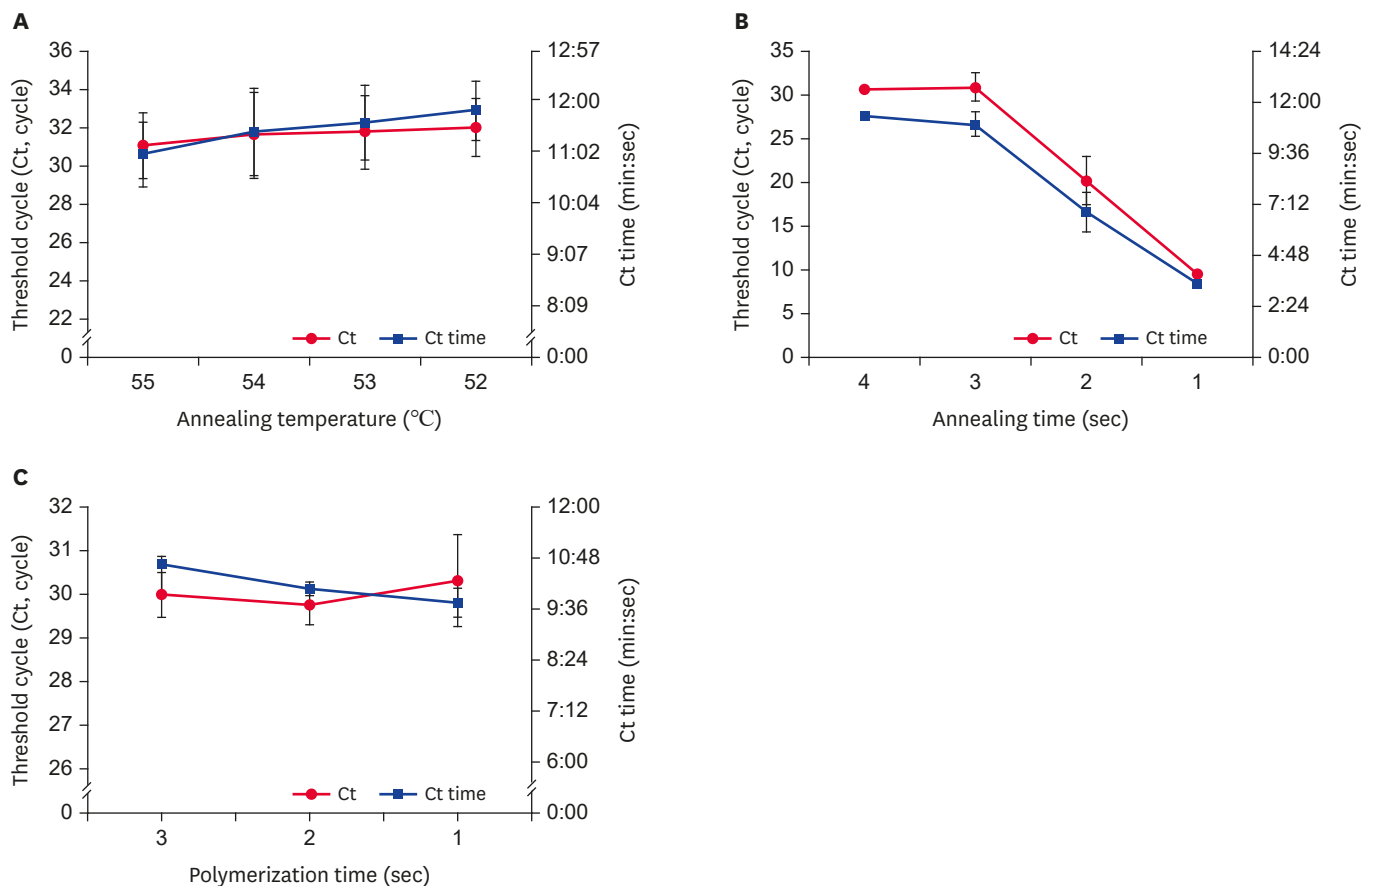 A
36
34
32
30
28
26
24
22
0
Threshold cycle (Ct, cycle)
12:57
12:00
11:02
10:04
9:07
8:09
0:00
Ct time (min:sec)
Ct
Ct time
55 54 53 52
Annealing temperature (°C)
B
35
30
25
20
15
10
5
0
Threshold cycle (Ct, cycle)
14:24
12:00
9:36
7:12
4:48
2:24
0:00
Ct time (min:sec)
Ct
Ct time
4 3 2 1
Annealing time (sec)
C
32
31
30
29
28
27
26
0
Threshold cycle (Ct, cycle)
12:00
10:48
9:36
8:24
7:12
6:00
0:00
Ct time (min:sec)
Ct
Ct time
3 2 1
Polymerization time (sec)